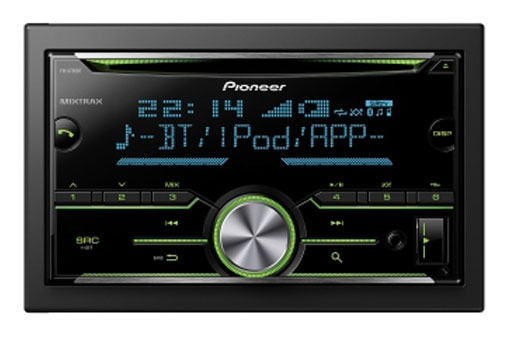 Pioneer
MIXTRAX
22:14
-BT/iPod/APP-
DISP
MIX
1 2 3 4 5 6
SRC